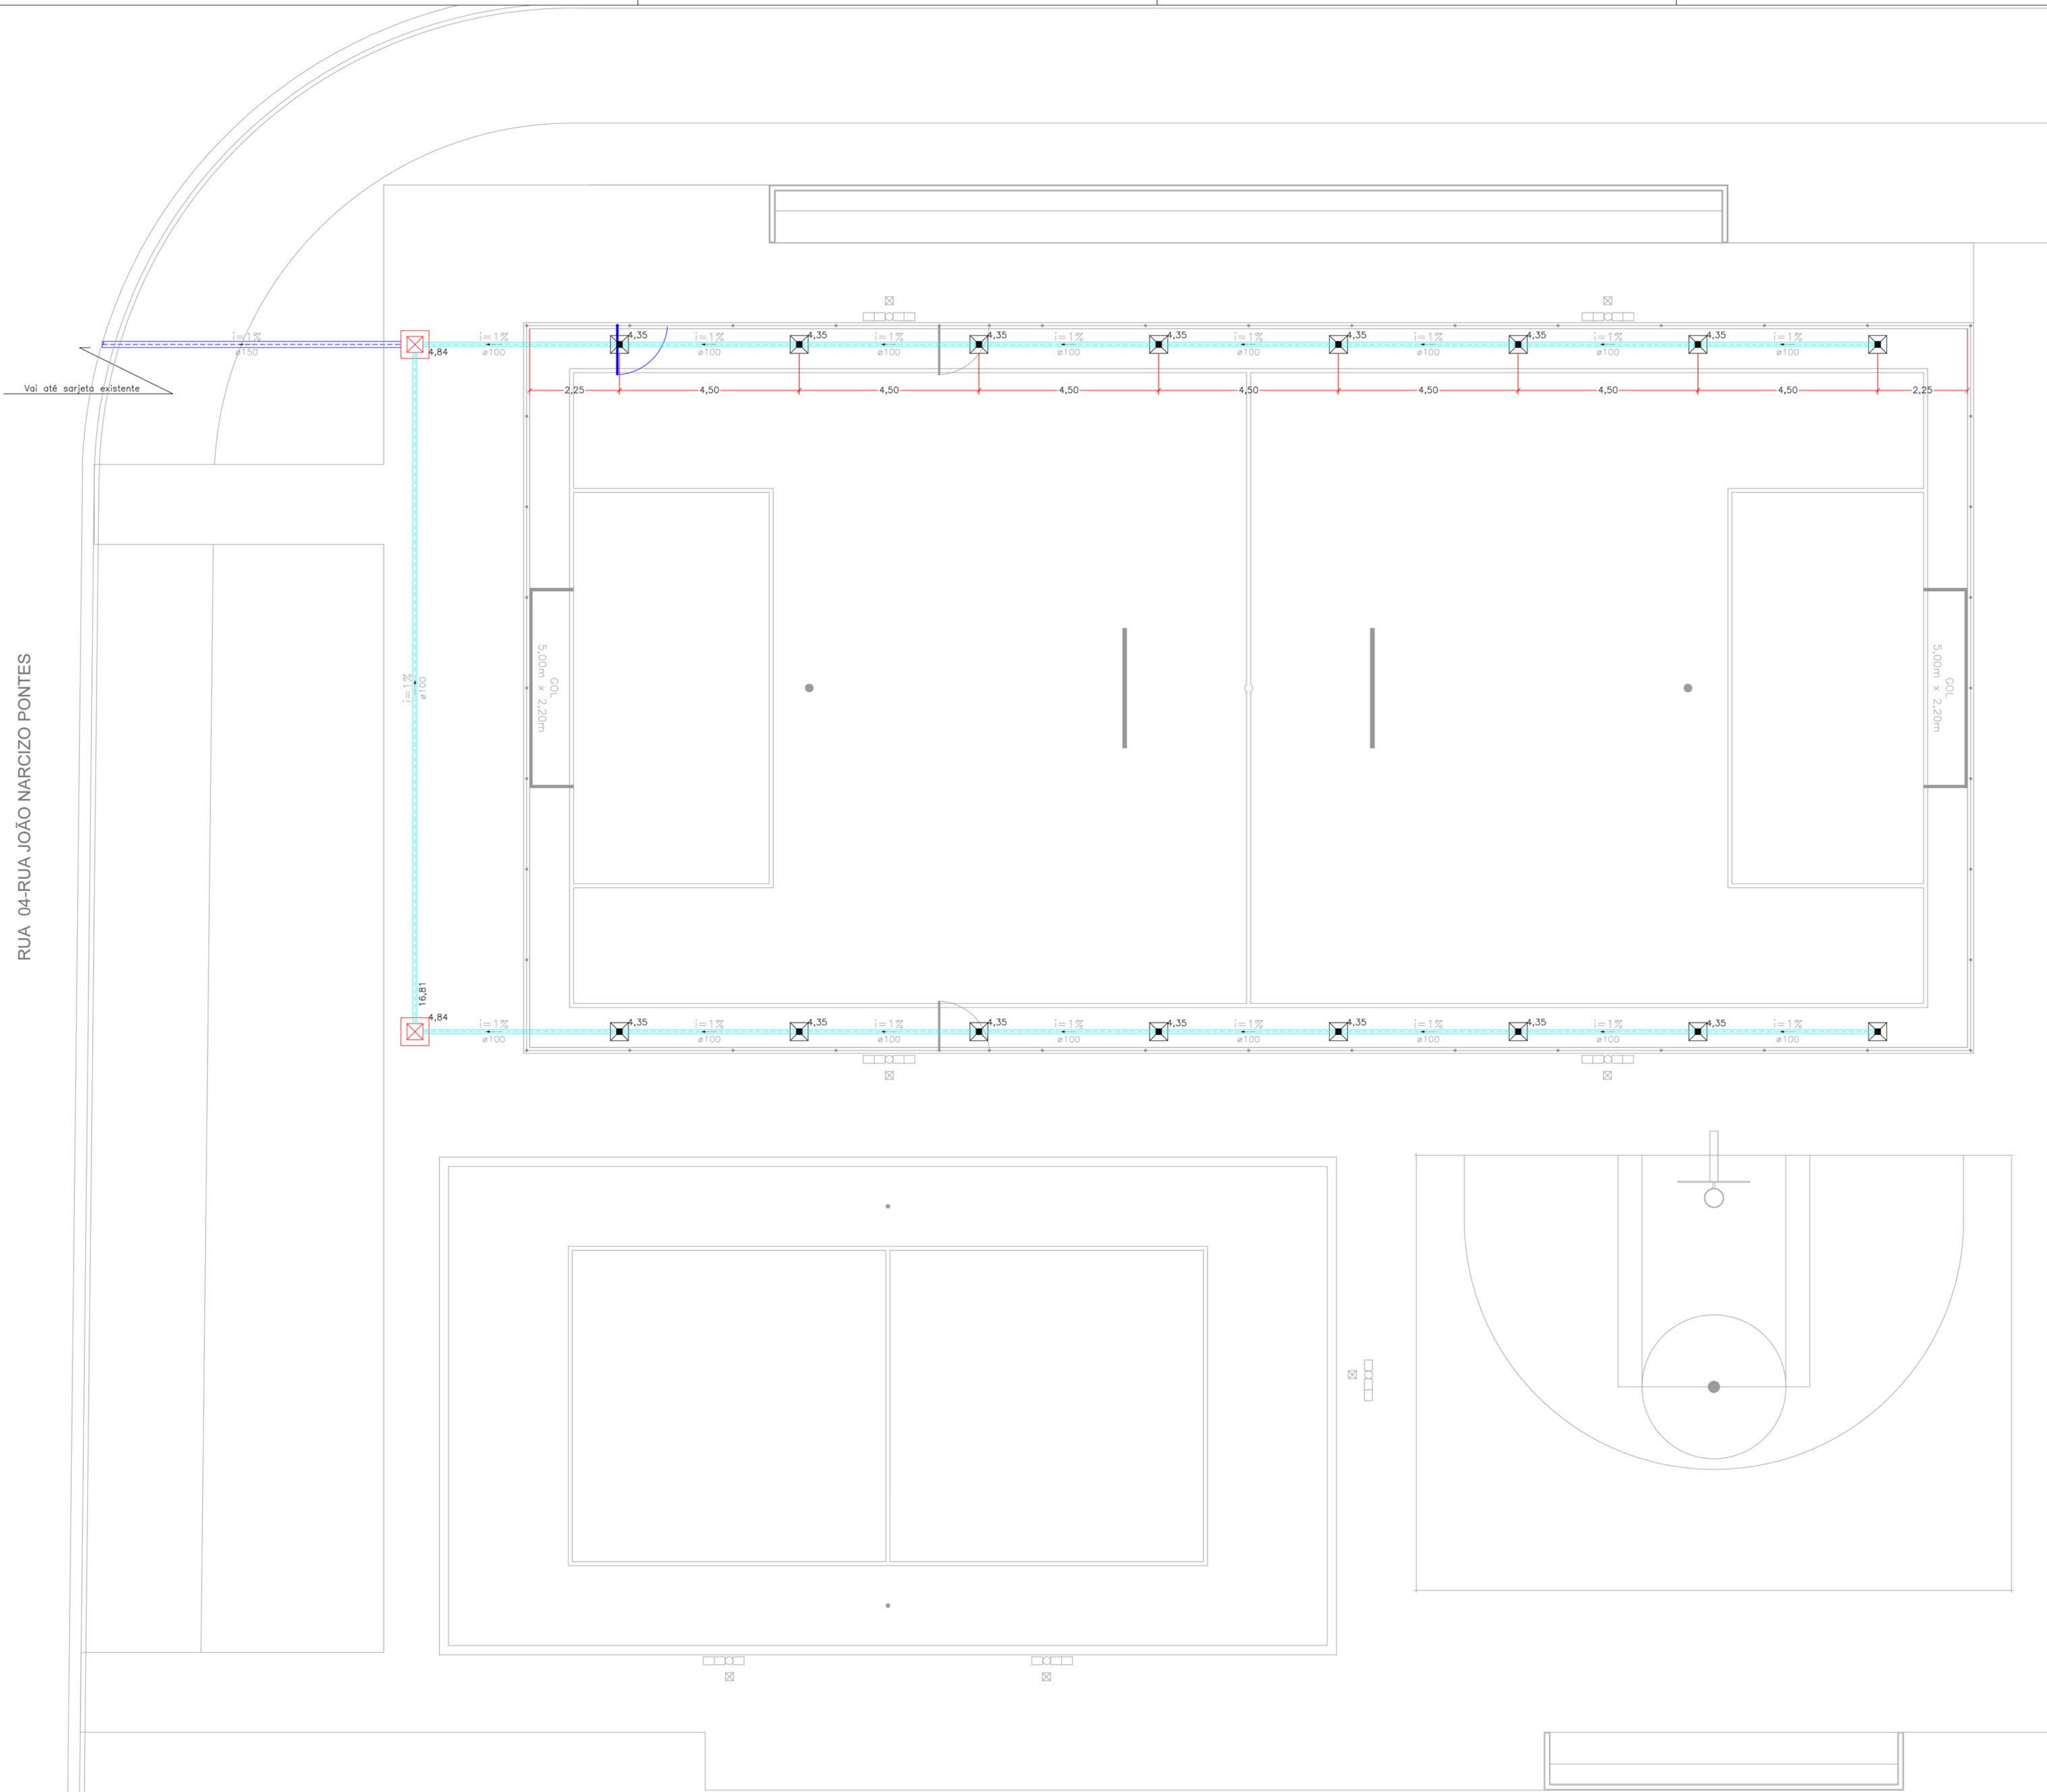 i=1%
i=1%
i=1%
i=1%
i=1%
i=1%
i=1%
i=1%
i=1%
4,35
4,35
4,35
4,35
4,35
4,35
4,35
ø150
4,84
ø100
ø100
ø100
ø100
ø100
ø100
ø100
ø100
Vai até sarjeta existente
2,25
4,50
4,50
4,50
4,50
4,50
4,50
4,50
2,25
RUA 04-RUA JOÃO NARCIZO PONTES
i=1%
ø100
GOL
5,00m x 2,20m
GOL
5,00m x 2,20m
16,81
4,84
i=1%
i=1%
i=1%
i=1%
i=1%
i=1%
i=1%
i=1%
4,35
4,35
4,35
4,35
4,35
4,35
4,35
ø100
ø100
ø100
ø100
ø100
ø100
ø100
ø100